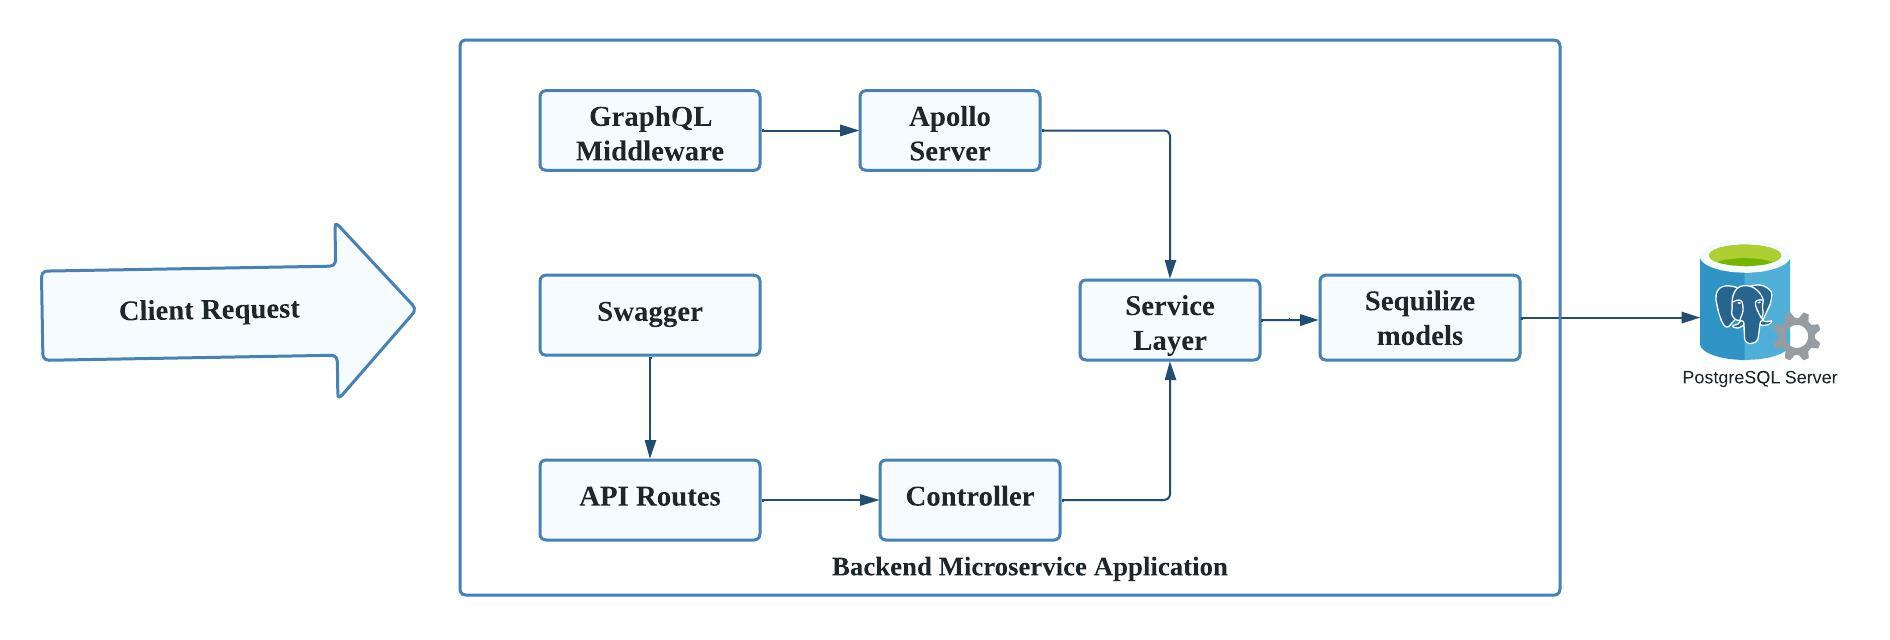 GraphQL
Middleware
Apollo
Server
Client Request
Swagger
Service
Layer
Sequilize
models
PostgreSQL Server
API Routes
Controller
Backend Microservice Application